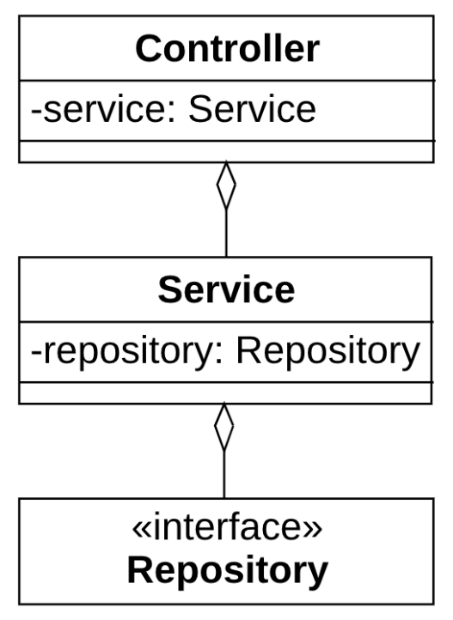 Controller
-service: Service
Service
-repository: Repository
«interface»
Repository